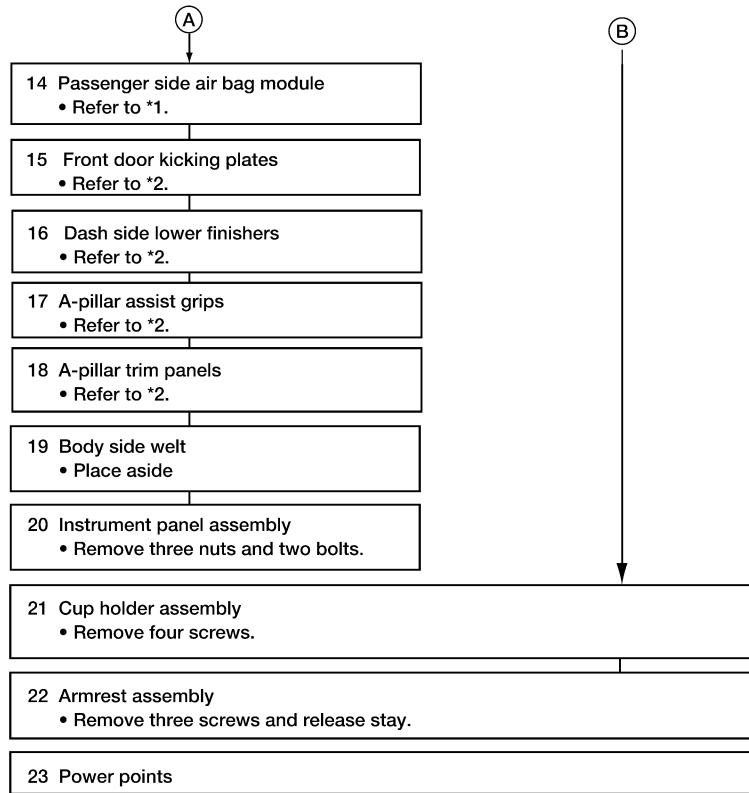 A
B
14 Passenger side air bag module
• Refer to *1.
15 Front door kicking plates
• Refer to *2.
16 Dash side lower finishers
• Refer to *2.
17 A-pillar assist grips
• Refer to *2.
18 A-pillar trim panels
• Refer to *2.
19 Body side welt
• Place aside
20 Instrument panel assembly
• Remove three nuts and two bolts.
21 Cup holder assembly
• Remove four screws.
22 Armrest assembly
• Remove three screws and release stay.
23 Power points